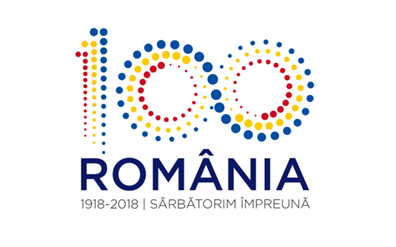 100
ROMÂNIA
1918-2018 | SĂRBĂTORIM ÎMPREUNĂ